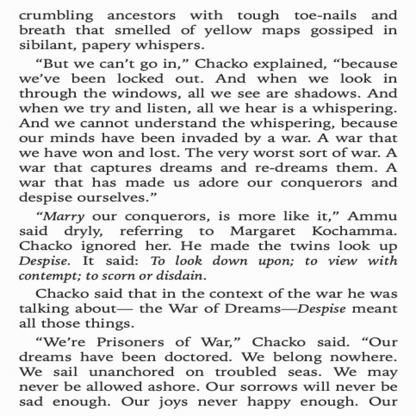 crumbling ancestors with tough toe-nails and
breath that smelled of yellow maps gossiped in
sibilant, papery whispers.
“But we can’t go in,” Chacko explained, “because
we’ve been locked out. And when we look in
through the windows, all we see are shadows. And
when we try and listen, all we hear is a whispering.
And we cannot understand the whispering, because
our minds have been invaded by a war. A war that
we have won and lost. The very worst sort of war. A
war that captures dreams and re-dreams them. A
war that has made us adore our conquerors and
despise ourselves.”
“Marry our conquerors, is more like it,” Ammu
said dryly, referring to Margaret Kochamma.
Chacko ignored her. He made the twins look up
Despise. It said: To look down upon; to view with
contempt; to scorn or disdain.
Chacko said that in the context of the war he was
talking about— the War of Dreams—Despise meant
all those things.
“We’re Prisoners of War,” Chacko said. “Our
dreams have been doctored. We belong nowhere.
We sail unanchored on troubled seas. We may
never be allowed ashore. Our sorrows will never be
sad enough. Our joys never happy enough. Our